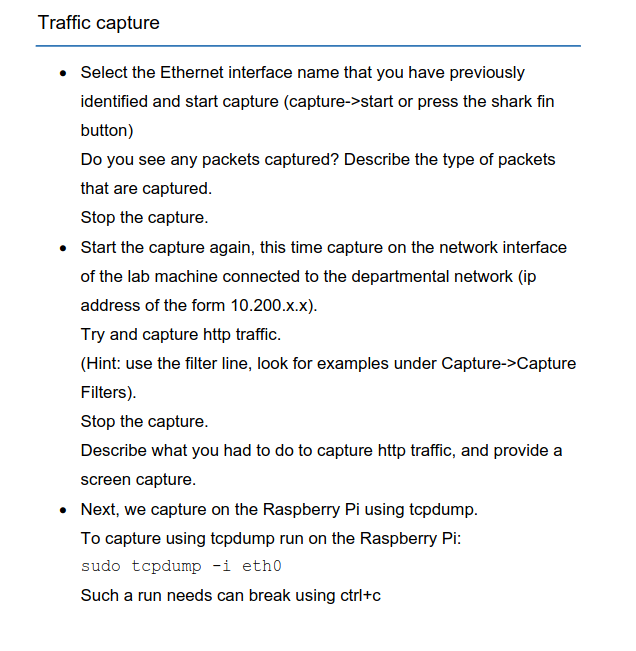 Traffic capture
• Select the Ethernet interface name that you have previously
identified and start capture (capture->start or press the shark fin
button)
Do you see any packets captured? Describe the type of packets
that are captured.
Stop the capture.
• Start the capture again, this time capture on the network interface
of the lab machine connected to the departmental network (ip
address of the form 10.200.x.x).
Try and capture http traffic.
(Hint: use the filter line, look for examples under Capture->Capture
Filters).
Stop the capture.
Describe what you had to do to capture http traffic, and provide a
screen capture.
• Next, we capture on the Raspberry Pi using tcpdump.
To capture using tcpdump run on the Raspberry Pi:
sudo tcpdump -i eth0
Such a run needs can break using ctrl+c